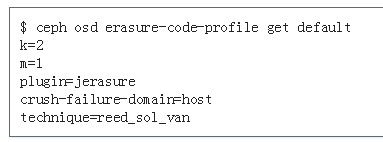 $ ceph osd erasure-code-profile get default
k=2
m=1
plugin=jerasure
crush-failure-domain=host
technique=reed_sol_van